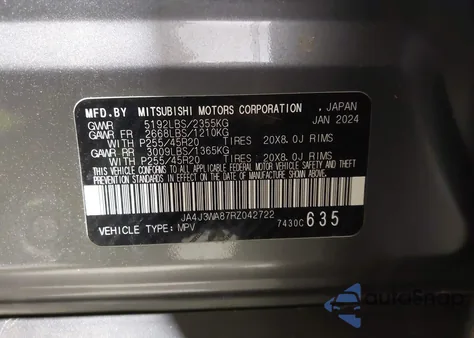 MFD.BY MITSUBISHI MOTORS CORPORATION / JAPAN
GVWR 5192LBS/2355KG JAN 2024
GAWR FR 2668LBS/1210KG
WITH P255/45R20 TIRES 20X8.0J RIMS
GAWR RR 3009LBS/1365KG
WITH P255/45R20 TIRES 20X8.0J RIMS
THIS VEHICLE CONFORMS TO ALL APPLICABLE FEDERAL MOTOR VEHICLE SAFETY
AND THEFT PREVENTION STANDARDS IN EFFECT ON THE DATE OF MANUFACTURE
SHOWN ABOVE.
JA4J3WA87RZ042722
VEHICLE TYPE: MPV 7430C 635
autoSnap